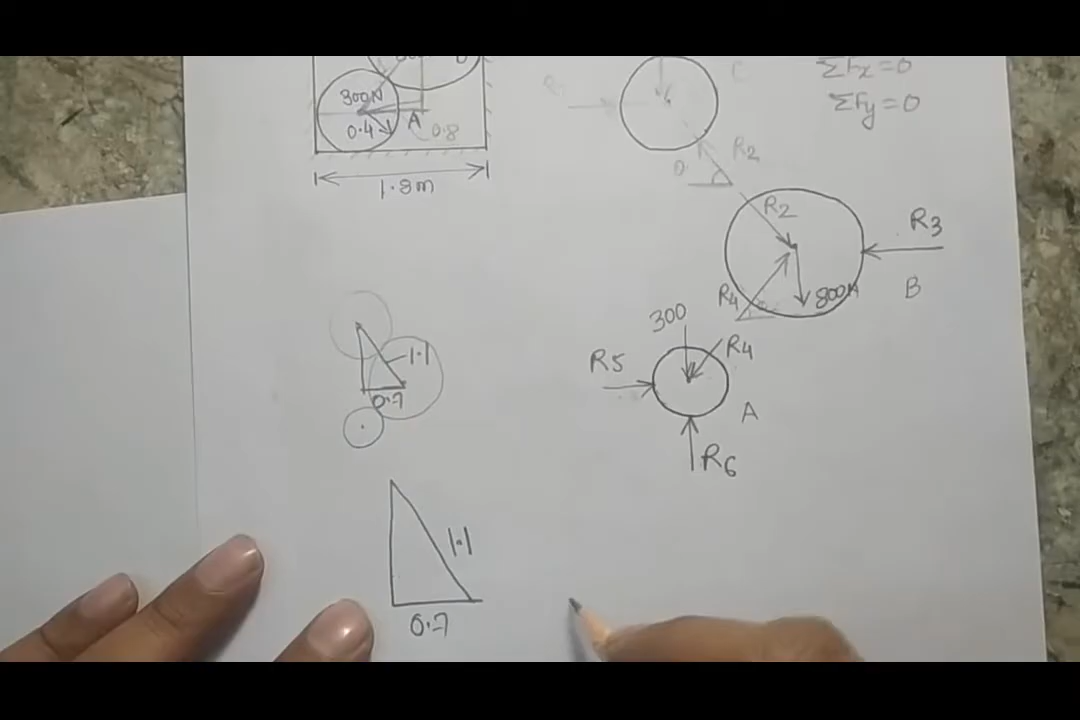 300N
0.4
A
0.8
1.8m
C
ΣFx=0
ΣFy=0
R2
θ
R2
R3
R4
800N
B
300
R4
R5
A
R6
1.1
0.7
1.1
0.7